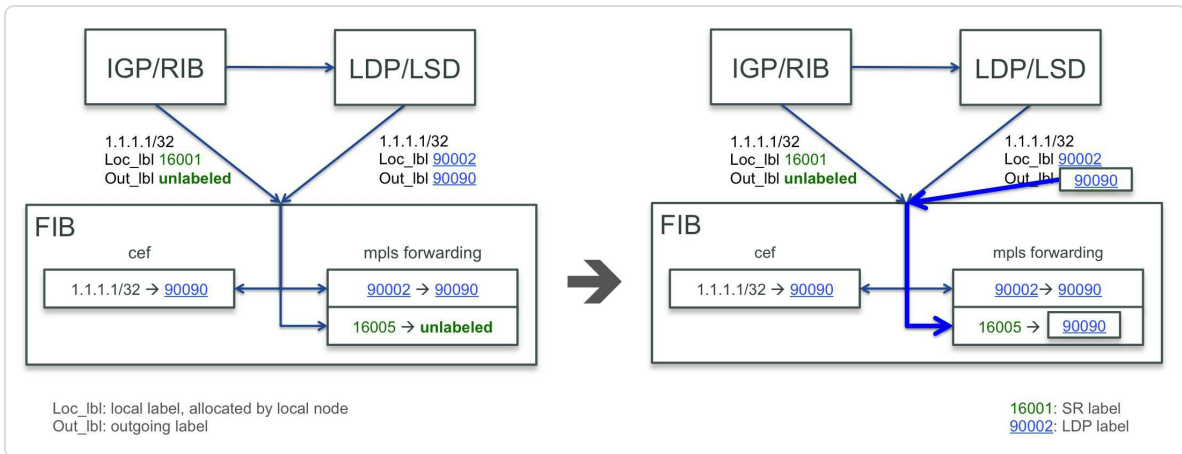 IGP/RIB
LDP/LSD
1.1.1.1/32
Loc_lbl 16001
Out_lbl unlabeled
1.1.1.1/32
Loc_lbl 90002
Out_lbl 90090
FIB
cef
mpls forwarding
1.1.1.1/32 → 90090
90002 → 90090
16005 → unlabeled
Loc_lbl: local label, allocated by local node
Out_lbl: outgoing label
IGP/RIB
LDP/LSD
1.1.1.1/32
Loc_lbl 16001
Out_lbl unlabeled
1.1.1.1/32
Loc_lbl 90002
Out_lbl 90090
FIB
cef
mpls forwarding
1.1.1.1/32 → 90090
90002→ 90090
16005 → 90090
16001: SR label
90002: LDP label